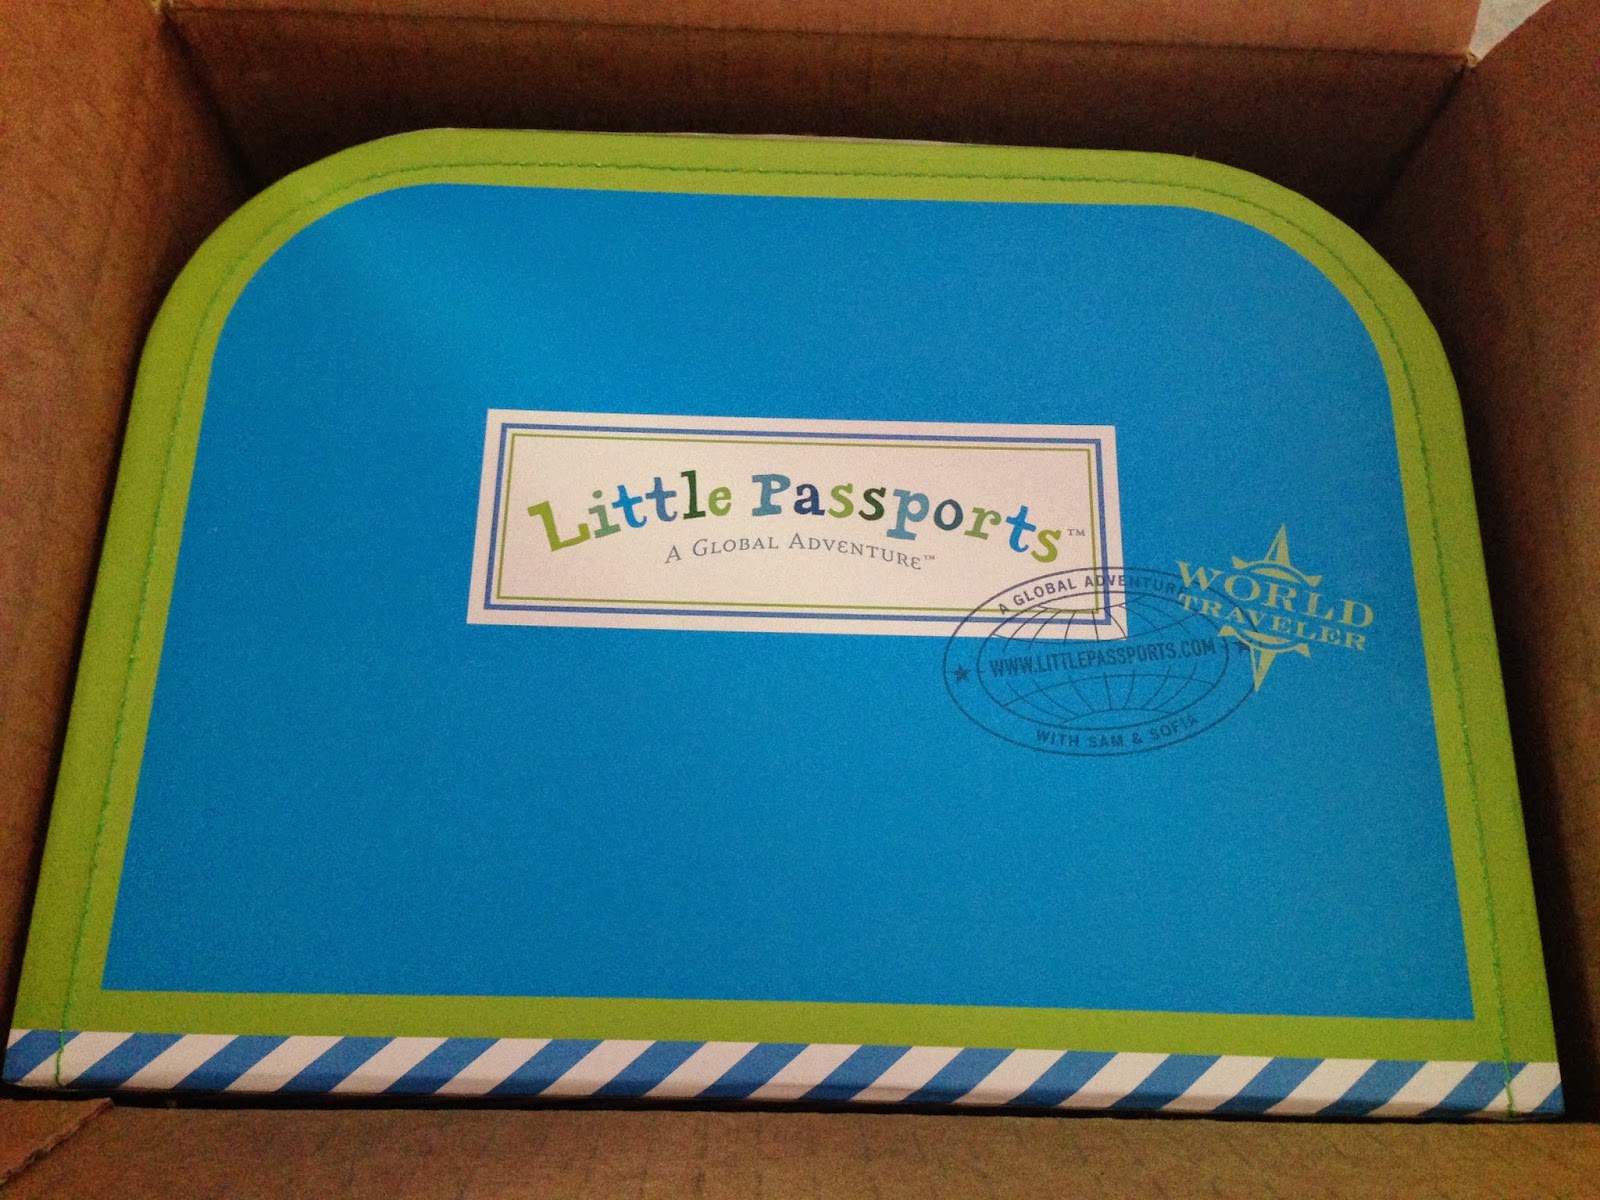 Little Passports™
A Global Adventure™
A GLOBAL ADVENTURE
WORLD
TRAVELER
WWW.LITTLEPASSPORTS.COM
WITH SAM & SOFIA